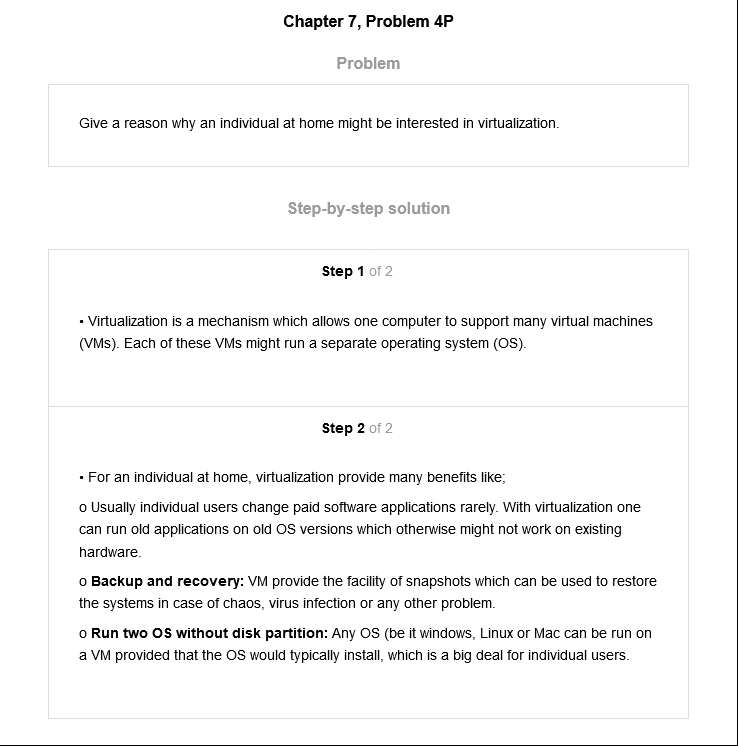 Chapter 7, Problem 4P
Problem
Give a reason why an individual at home might be interested in virtualization.
Step-by-step solution
Step 1 of 2
• Virtualization is a mechanism which allows one computer to support many virtual machines
(VMs). Each of these VMs might run a separate operating system (OS).
Step 2 of 2
• For an individual at home, virtualization provide many benefits like;
o Usually individual users change paid software applications rarely. With virtualization one
can run old applications on old OS versions which otherwise might not work on existing
hardware.
o Backup and recovery: VM provide the facility of snapshots which can be used to restore
the systems in case of chaos, virus infection or any other problem.
o Run two OS without disk partition: Any OS (be it windows, Linux or Mac can be run on
a VM provided that the OS would typically install, which is a big deal for individual users.